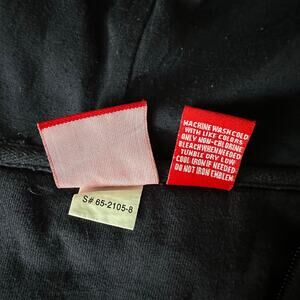 MACHINE WASH COLD
WITH LIKE COLORS
ONLY NON-CHLORINE
BLEACH WHEN NEEDED
TUMBLE DRY LOW
COOL IRON IF NEEDED
DO NOT IRON EMBLEM
S# 65-2105-8